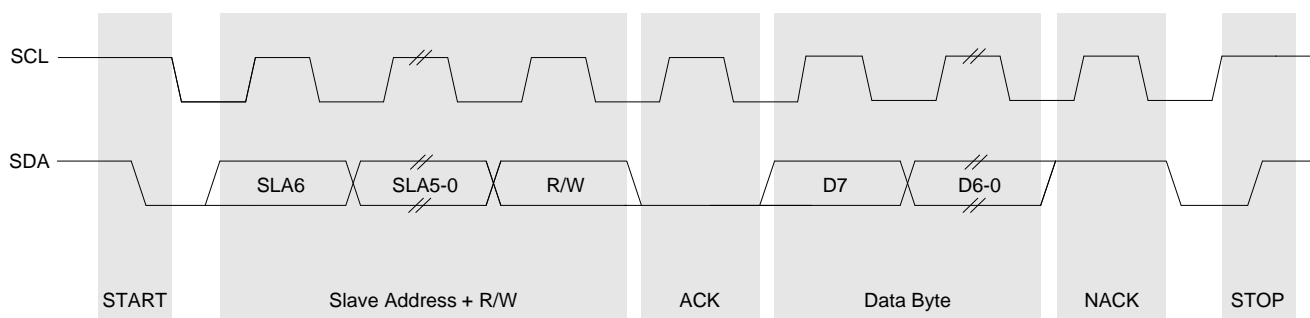 SCL
SDA
SLA6
SLA5-0
R/W
D7
D6-0
START
Slave Address + R/W
ACK
Data Byte
NACK
STOP